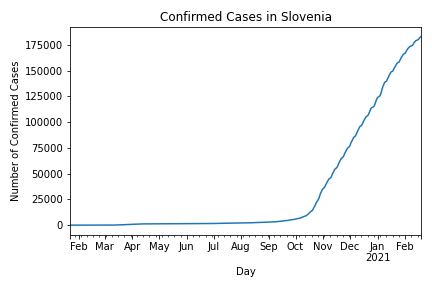 Confirmed Cases in Slovenia
Number of Confirmed Cases
175000
150000
125000
100000
75000
50000
25000
0
Feb Mar Apr May Jun Jul Aug Sep Oct Nov Dec Jan Feb
2021
Day